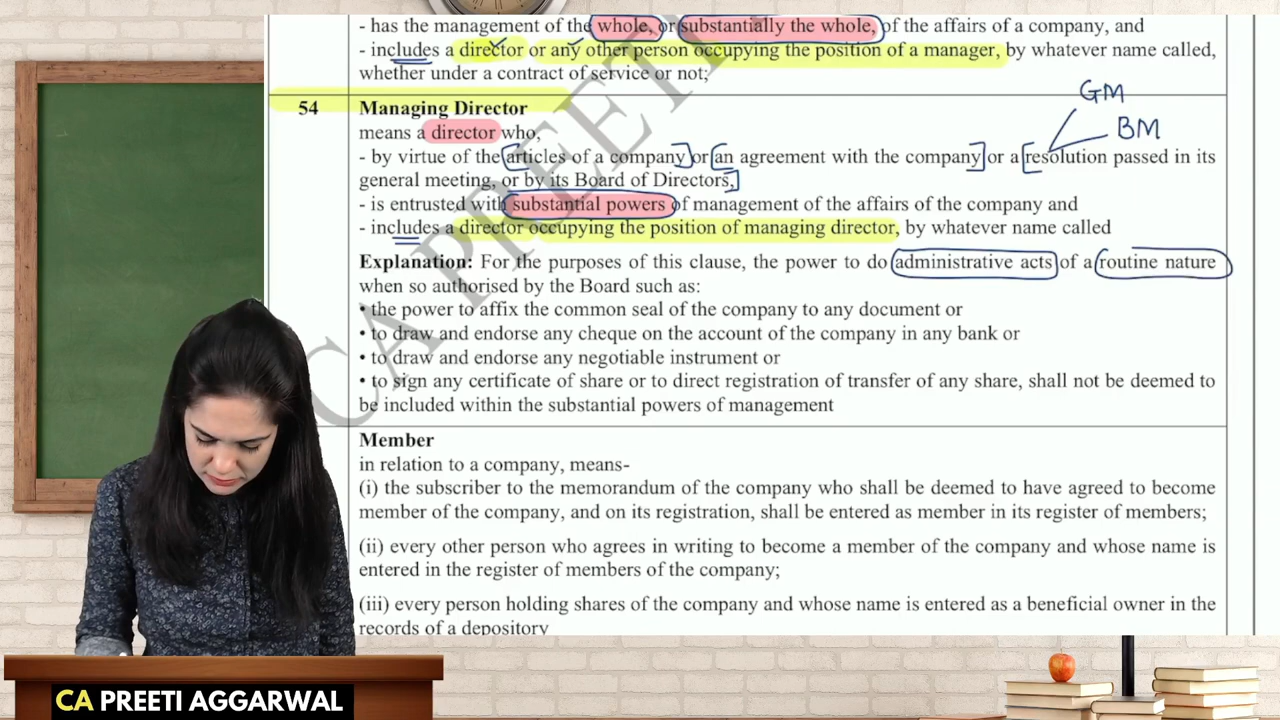 - has the management of the whole, or substantially the whole, of the affairs of a company, and
- includes a director or any other person occupying the position of a manager, by whatever name called,
whether under a contract of service or not;
GM
54 Managing Director
BM
means a director who,
- by virtue of the articles of a company or an agreement with the company or a resolution passed in its
general meeting, or by its Board of Directors,
- is entrusted with substantial powers of management of the affairs of the company and
- includes a director occupying the position of managing director, by whatever name called
Explanation: For the purposes of this clause, the power to do administrative acts of a routine nature
when so authorised by the Board such as:
• the power to affix the common seal of the company to any document or
• to draw and endorse any cheque on the account of the company in any bank or
• to draw and endorse any negotiable instrument or
• to sign any certificate of share or to direct registration of transfer of any share, shall not be deemed to
be included within the substantial powers of management
Member
in relation to a company, means-
(i) the subscriber to the memorandum of the company who shall be deemed to have agreed to become
member of the company, and on its registration, shall be entered as member in its register of members;
(ii) every other person who agrees in writing to become a member of the company and whose name is
entered in the register of members of the company;
(iii) every person holding shares of the company and whose name is entered as a beneficial owner in the
records of a depository
CA PREETI
CA PREETI AGGARWAL